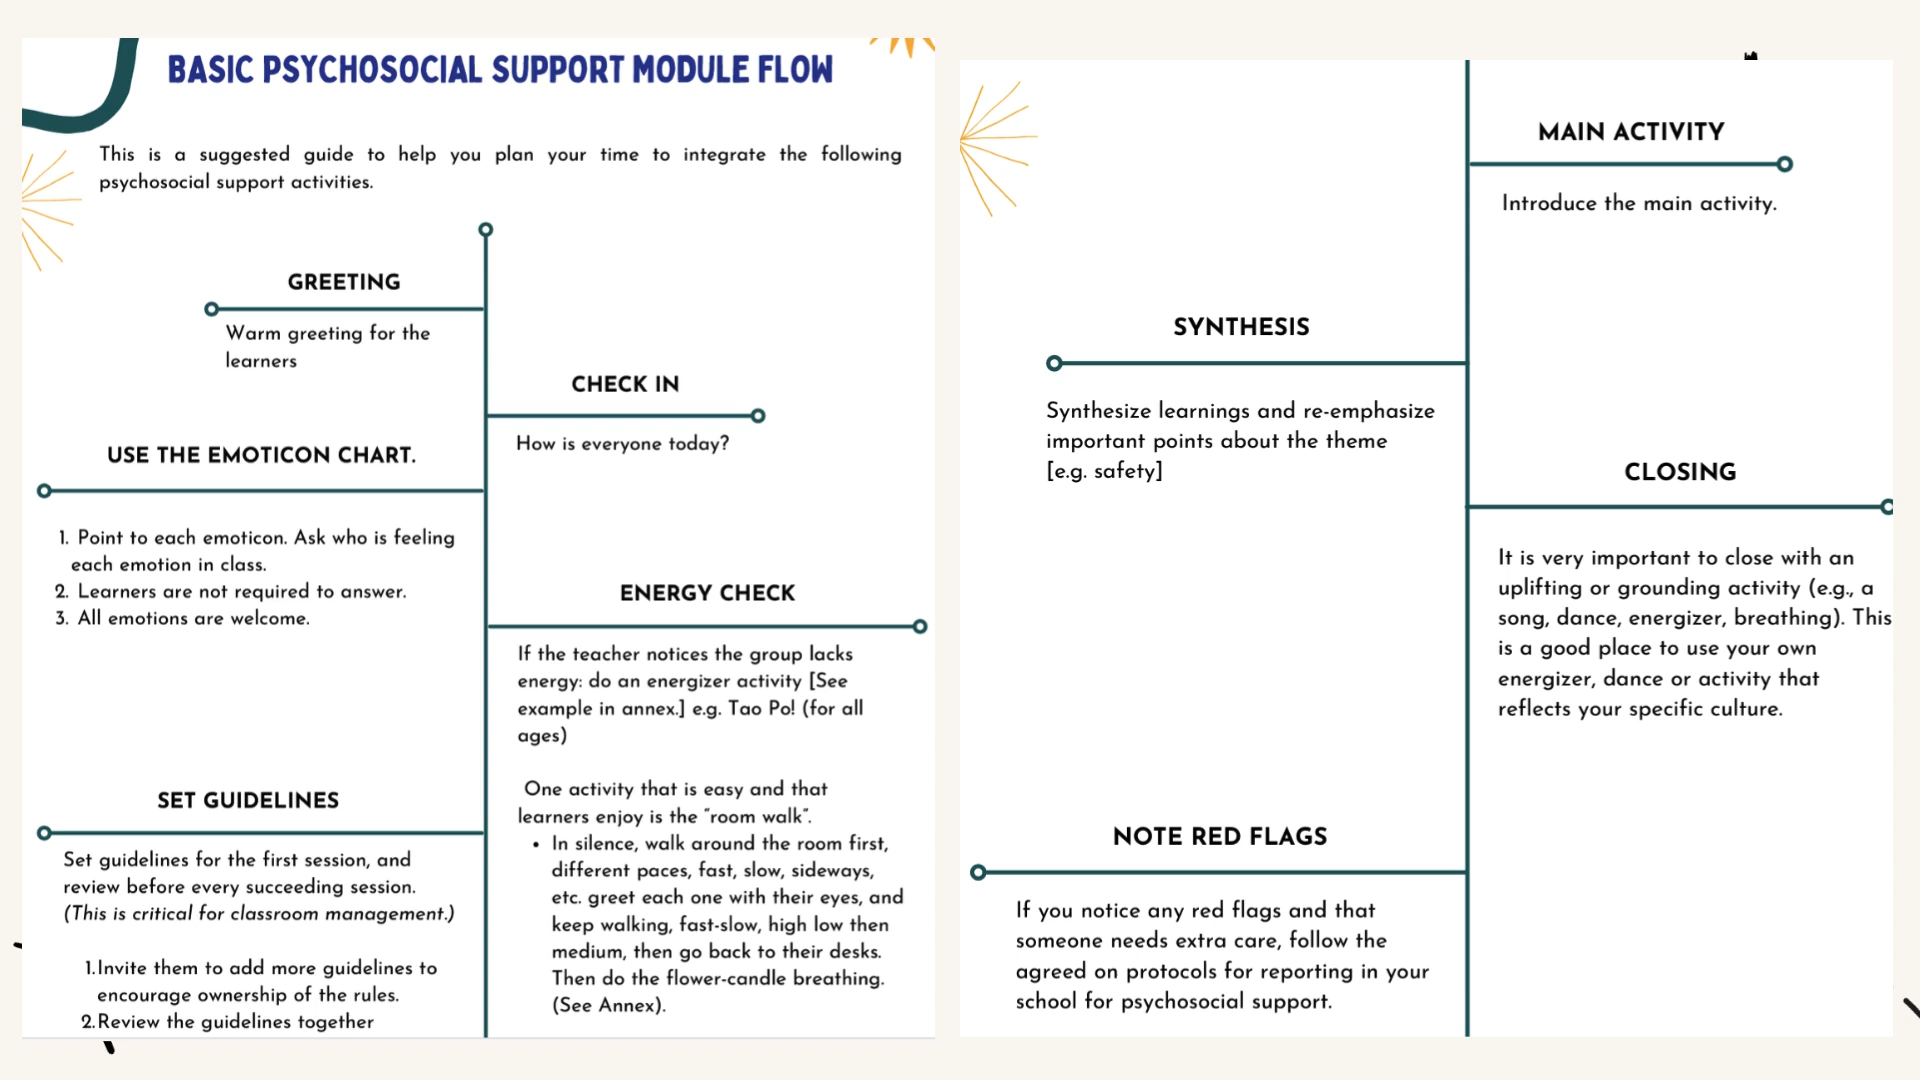 BASIC PSYCHOSOCIAL SUPPORT MODULE FLOW
This is a suggested guide to help you plan your time to integrate the following
psychosocial support activities.
GREETING
Warm greeting for the
learners
CHECK IN
How is everyone today?
USE THE EMOTICON CHART.
1. Point to each emoticon. Ask who is feeling
each emotion in class.
2. Learners are not required to answer.
3. All emotions are welcome.
ENERGY CHECK
If the teacher notices the group lacks
energy: do an energizer activity [See
example in annex.] e.g. Tao Po! (for all
ages)
One activity that is easy and that
learners enjoy is the "room walk".
• In silence, walk around the room first,
different paces, fast, slow, sideways,
etc. greet each one with their eyes, and
keep walking, fast-slow, high low then
medium, then go back to their desks.
Then do the flower-candle breathing.
(See Annex).
SET GUIDELINES
Set guidelines for the first session, and
review before every succeeding session.
(This is critical for classroom management.)
1.Invite them to add more guidelines to
encourage ownership of the rules.
2.Review the guidelines together
MAIN ACTIVITY
Introduce the main activity.
SYNTHESIS
Synthesize learnings and re-emphasize
important points about the theme
[e.g. safety]
CLOSING
It is very important to close with an
uplifting or grounding activity (e.g., a
song, dance, energizer, breathing). This
is a good place to use your own
energizer, dance or activity that
reflects your specific culture.
NOTE RED FLAGS
If you notice any red flags and that
someone needs extra care, follow the
agreed on protocols for reporting in your
school for psychosocial support.